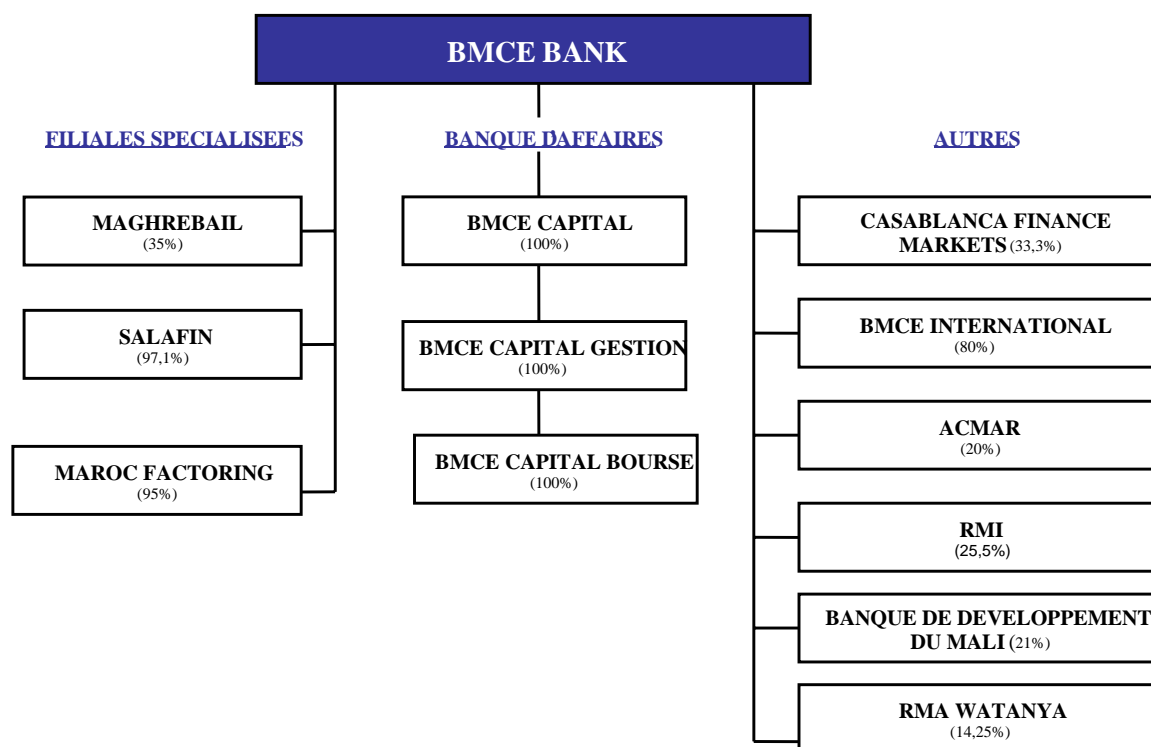 BMCE BANK
FILIALES SPECIALISEES
MAGHREBAIL
(35%)
SALAFIN
(97,1%)
MAROC FACTORING
(95%)
BANQUE D'AFFAIRES
BMCE CAPITAL
(100%)
BMCE CAPITAL GESTION
(100%)
BMCE CAPITAL BOURSE
(100%)
AUTRES
CASABLANCA FINANCE
MARKETS (33,3%)
BMCE INTERNATIONAL
(80%)
ACMAR
(20%)
RMI
(25,5%)
BANQUE DE DEVELOPPEMENT
DU MALI (21%)
RMA WATANYA
(14,25%)